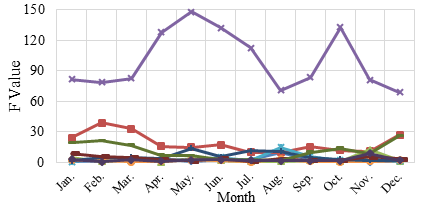 150
120
90
60
30
0
F Value
Jan.
Feb.
Mar.
Apr.
May.
Jun.
Jul.
Aug.
Sep.
Oct.
Nov.
Dec.
Month